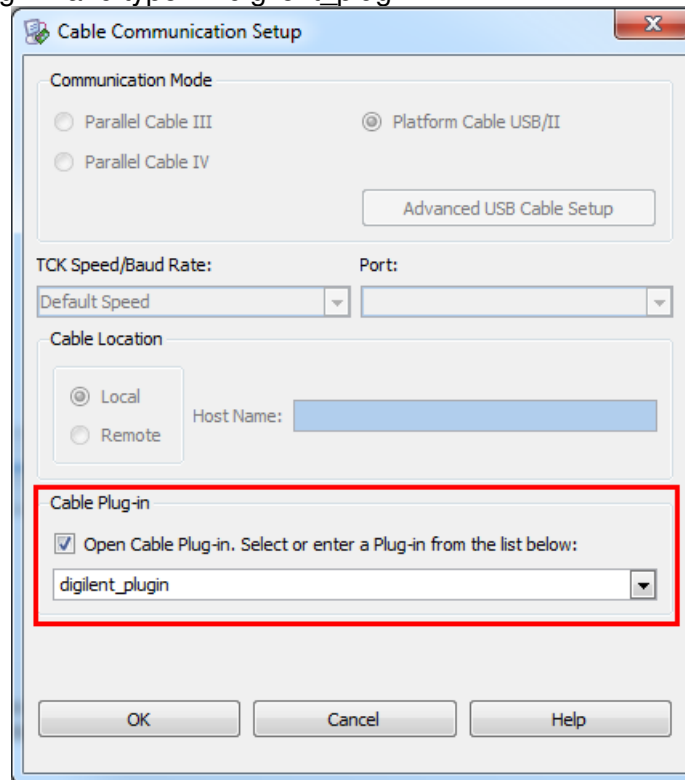 Cable Communication Setup
Communication Mode
Parallel Cable III
Platform Cable USB/II
Parallel Cable IV
Advanced USB Cable Setup
TCK Speed/Baud Rate:
Port:
Default Speed
Cable Location
Local
Host Name:
Remote
Cable Plug-in
Open Cable Plug-in. Select or enter a Plug-in from the list below:
digilent_plugin
OK
Cancel
Help